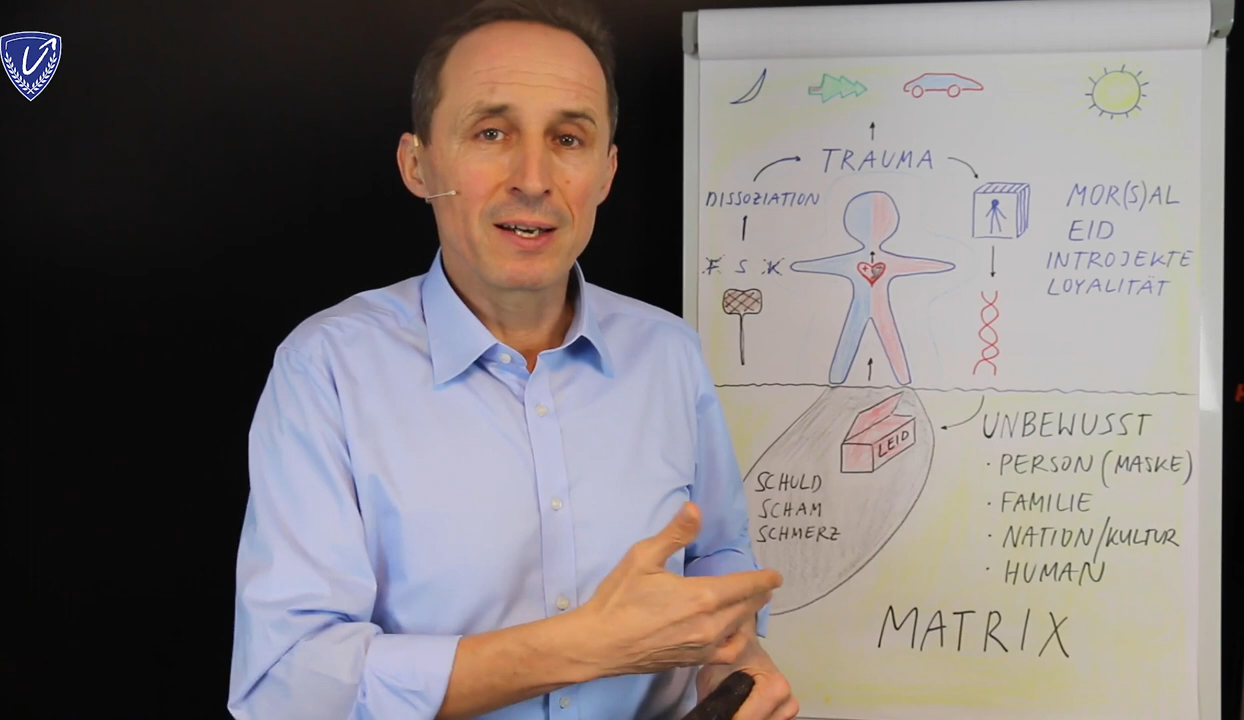 TRAUMA
DISSOZIATION
F S K
MOR(S)AL
EID
INTROJEKTE
LOYALITÄT
LEID
UNBEWUSST
· PERSON (MASKE)
· FAMILIE
· NATION/KULTUR
· HUMAN
SCHULD
SCHAM
SCHMERZ
MATRIX